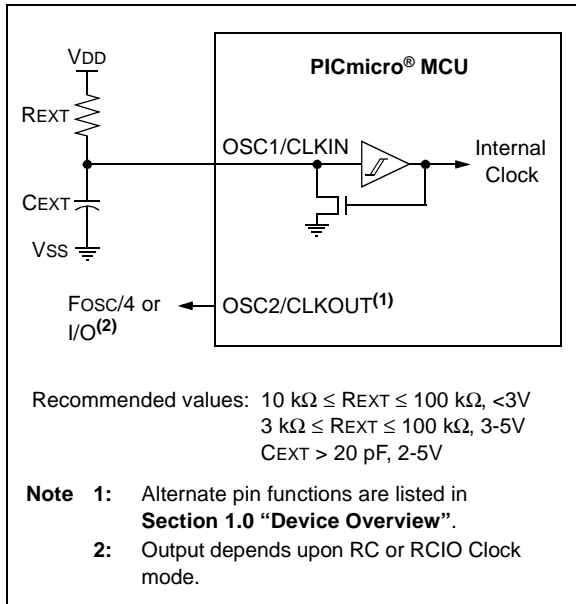 VDD
PICmicro® MCU
REXT
OSC1/CLKIN
Internal
Clock
CEXT
VSS
FOSC/4 or
I/O(2)
OSC2/CLKOUT(1)
Recommended values: 10 kΩ ≤ REXT ≤ 100 kΩ, <3V
3 kΩ ≤ REXT ≤ 100 kΩ, 3-5V
CEXT > 20 pF, 2-5V
Note 1: Alternate pin functions are listed in
Section 1.0 “Device Overview”.
2: Output depends upon RC or RCIO Clock
mode.